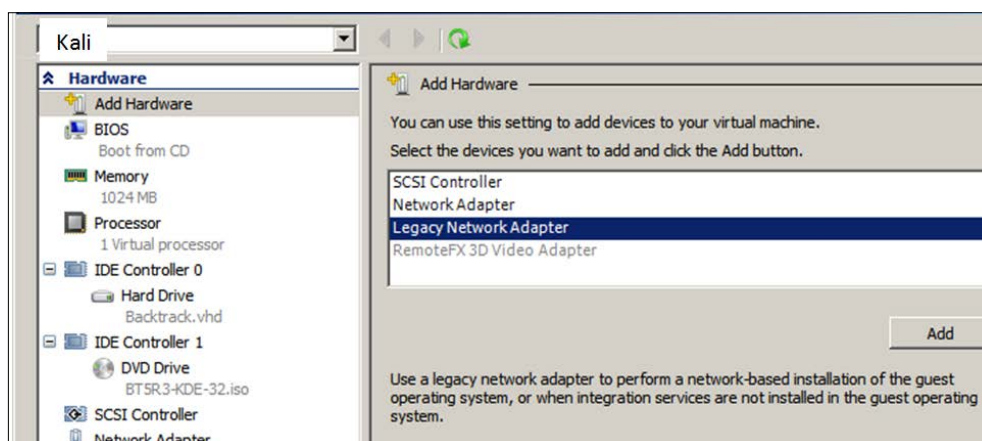 Kali
Hardware
Add Hardware
BIOS
Boot from CD
Memory
1024 MB
Processor
1 Virtual processor
IDE Controller 0
Hard Drive
Backtrack.vhd
IDE Controller 1
DVD Drive
BT5R3-KDE-32.iso
SCSI Controller
Network Adapter
Add Hardware
You can use this setting to add devices to your virtual machine.
Select the devices you want to add and click the Add button.
SCSI Controller
Network Adapter
Legacy Network Adapter
RemoteFX 3D Video Adapter
Add
Use a legacy network adapter to perform a network-based installation of the guest
operating system, or when integration services are not installed in the guest operating
system.